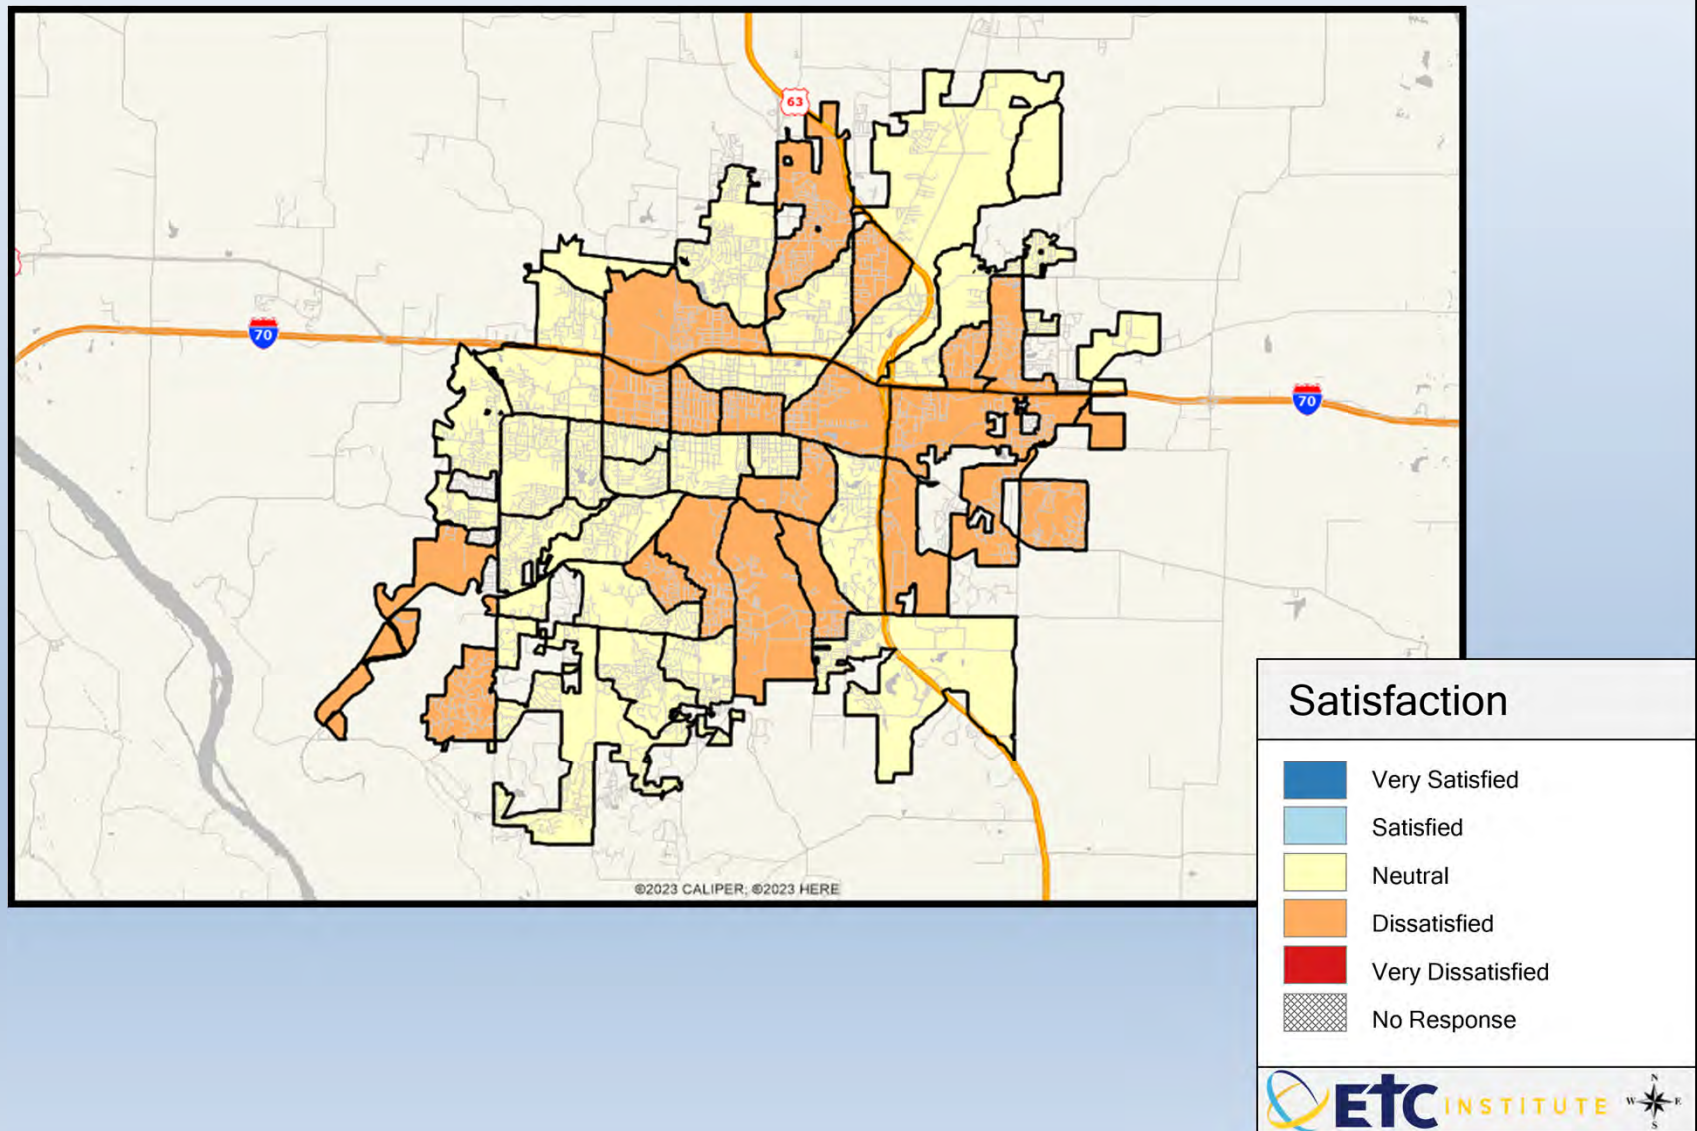 63
70
70
©2023 CALIPER; ©2023 HERE
Satisfaction
Very Satisfied
Satisfied
Neutral
Dissatisfied
Very Dissatisfied
No Response
ETC INSTITUTE
N
W E
S